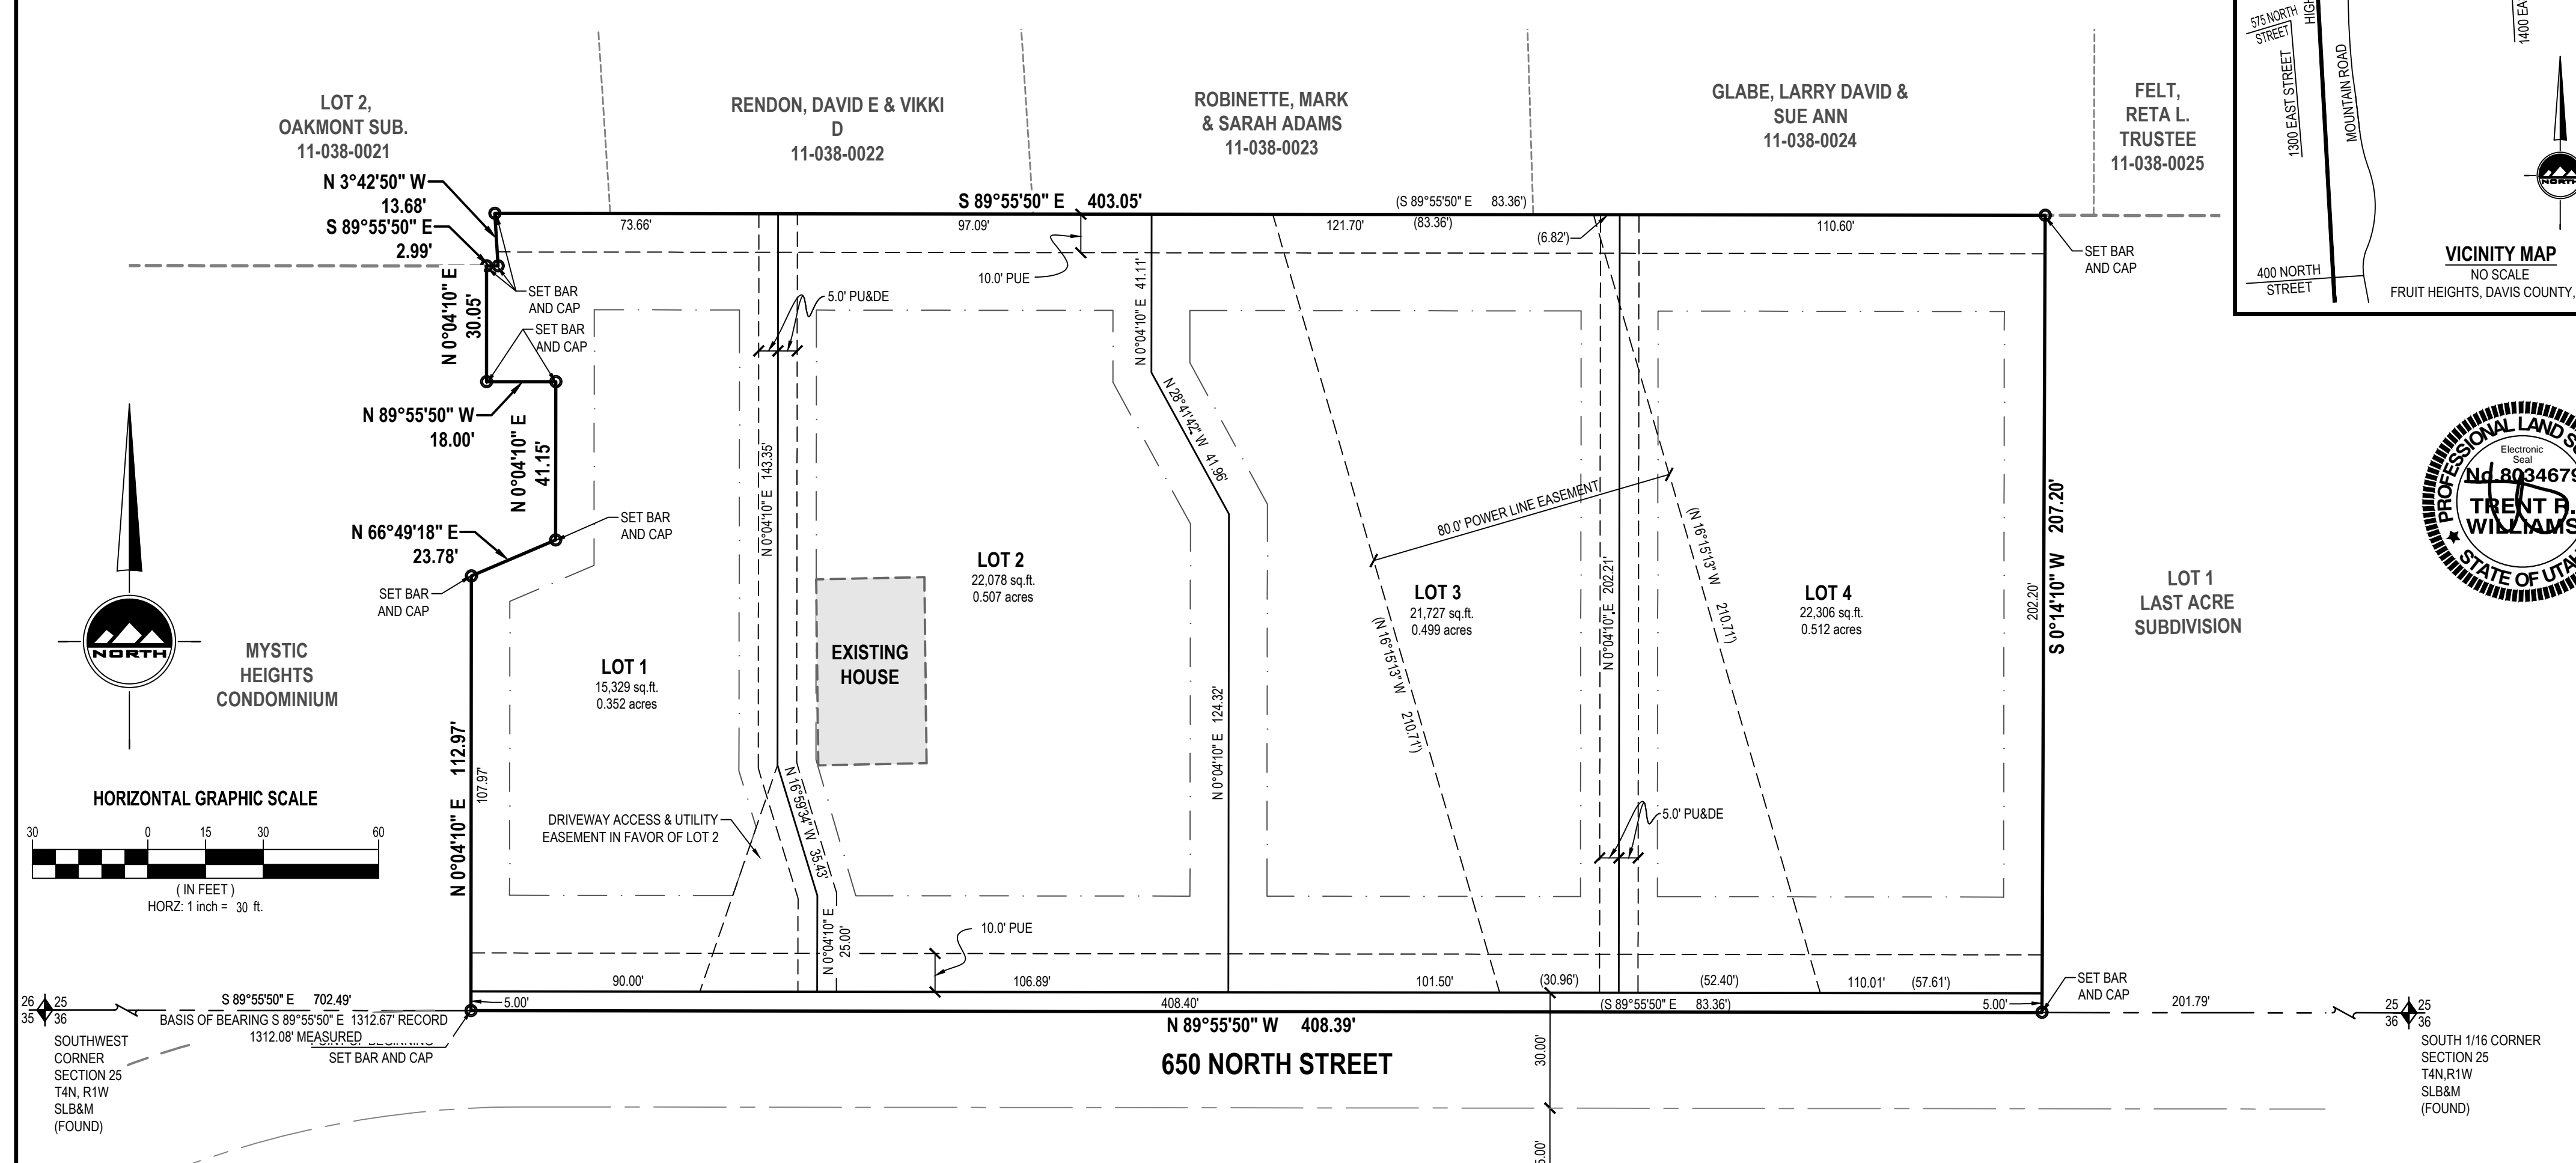 LOT 2,
OAKMONT SUB.
11-038-0021
RENDON, DAVID E & VIKKI
D
11-038-0022
ROBINETTE, MARK
& SARAH ADAMS
11-038-0023
GLABE, LARRY DAVID &
SUE ANN
11-038-0024
FELT,
RETA L.
TRUSTEE
11-038-0025
575 NORTH
STREET
1300 EAST STREET
MOUNTAIN ROAD
NORTH
400 NORTH
STREET
VICINITY MAP
NO SCALE
FRUIT HEIGHTS, DAVIS COUNTY,
N 3°42'50" W
13.68'
S 89°55'50" E
2.99'
S 89°55'50" E 403.05'
(S 89°55'50" E 83.36')
73.66'
97.09'
121.70'
(83.36')
(6.82')
110.60'
10.0' PUE
SET BAR
AND CAP
N 0°04'10" E
30.05'
SET BAR
AND CAP
5.0' PU&DE
N 0°04'10" E 41.11'
SET BAR
AND CAP
N 89°55'50" W
18.00'
N 0°04'10" E
41.15'
N 28°41'42" W 41.96'
N 0°04'10" E 143.35'
80.0' POWER LINE EASEMENT
N 66°49'18" E
23.78'
SET BAR
AND CAP
SET BAR
AND CAP
(N 16°15'13" W 210.71')
N 0°04'10" E 202.21'
(N 16°15'13" W 210.71')
202.20'
S 0°14'10" W 207.20'
PROFESSIONAL LAND
Electronic
Seal
No.
TRENT R.
WILLIAMS
STATE OF
LOT 1
LAST ACRE
SUBDIVISION
LOT 2
22,078 sq.ft.
0.507 acres
LOT 3
21,727 sq.ft.
0.499 acres
LOT 4
22,306 sq.ft.
0.512 acres
EXISTING
HOUSE
LOT 1
15,329 sq.ft.
0.352 acres
NORTH
MYSTIC
HEIGHTS
CONDOMINIUM
N 0°04'10" E 112.97'
107.97'
N 0°04'10" E 124.32'
N 16°59'34" W 35.43'
DRIVEWAY ACCESS & UTILITY
EASEMENT IN FAVOR OF LOT 2
5.0' PU&DE
HORIZONTAL GRAPHIC SCALE
30 0 15 30 60
( IN FEET )
HORZ: 1 inch = 30 ft.
N 0°04'10" E
25.00'
10.0' PUE
90.00'
106.89'
101.50'
(30.96')
(52.40')
110.01'
(57.61')
5.00'
408.40'
(S 89°55'50" E 83.36')
5.00'
N 89°55'50" W 408.39'
SET BAR
AND CAP
201.79'
26 25
35 36
S 89°55'50" E 702.49'
BASIS OF BEARING S 89°55'50" E 1312.67' RECORD
1312.08' MEASURED
POINT OF BEGINNING
SET BAR AND CAP
SOUTHWEST
CORNER
SECTION 25
T4N, R1W
SLB&M
(FOUND)
650 NORTH STREET
30.00'
25 25
36 36
SOUTH 1/16 CORNER
SECTION 25
T4N,R1W
SLB&M
(FOUND)